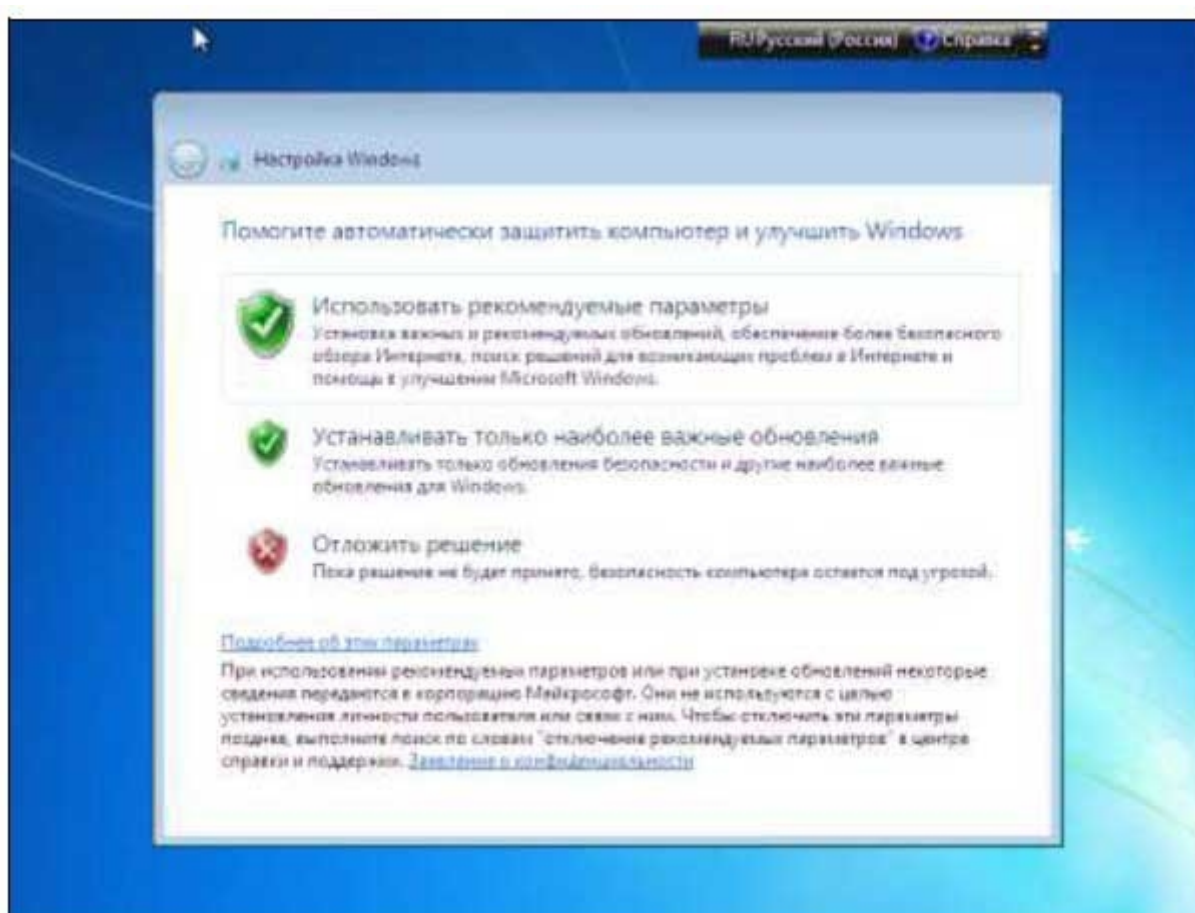 RU Русский (Россия) Справка
Настройка Windows
Помогите автоматически защитить компьютер и улучшить Windows
Использовать рекомендуемые параметры
Установка важных и рекомендуемых обновлений, обеспечение более безопасного
обзора Интернета, поиск решений для возникающих проблем в Интернете и
помощь в улучшении Microsoft Windows.
Устанавливать только наиболее важные обновления
Устанавливать только обновления безопасности и другие наиболее важные
обновления для Windows.
Отложить решение
Пока решение не будет принято, безопасность компьютера остается под угрозой.
Подробнее об этих параметрах
При использовании рекомендуемых параметров или при установке обновлений некоторые
сведения передаются в корпорацию Майкрософт. Они не используются с целью
установления личности пользователя или связи с ним. Чтобы отключить эти параметры
позднее, выполните поиск по словам "отключение рекомендуемых параметров" в центре
справки и поддержки. Заявление о конфиденциальности